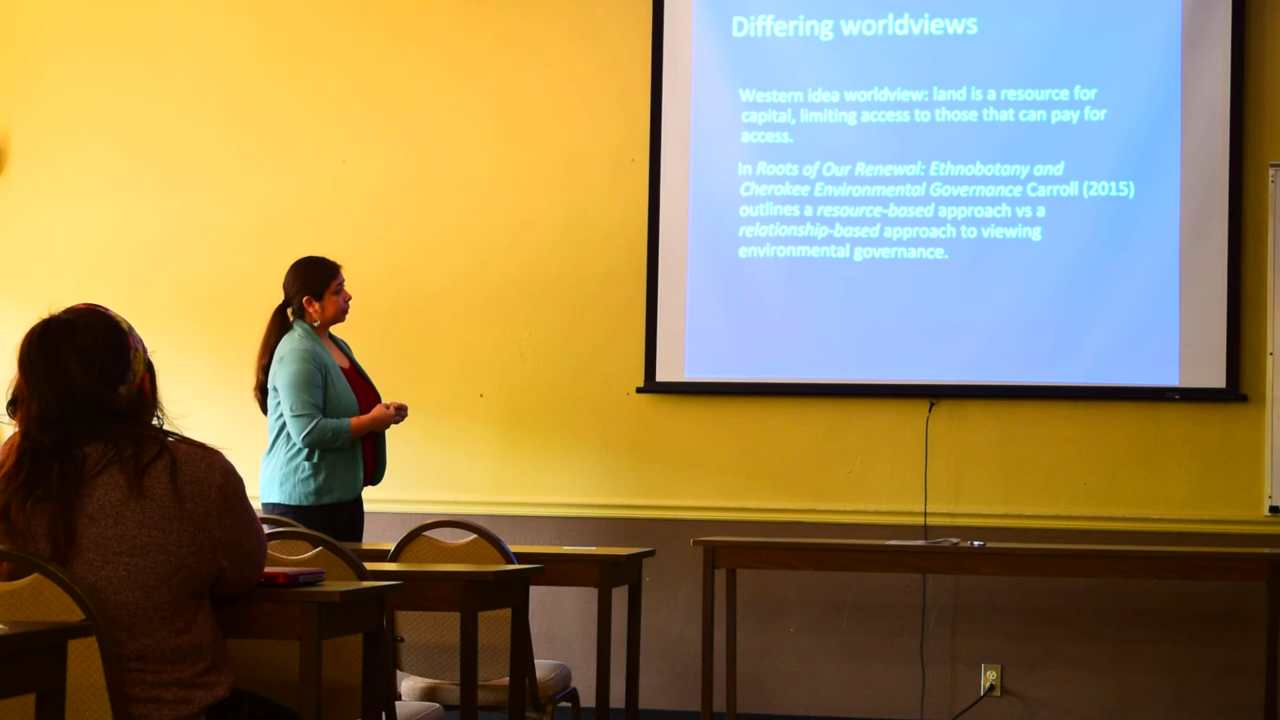 Differing worldviews
Western idea worldview: land is a resource for
capital, limiting access to those that can pay for
access.
In Roots of Our Renewal: Ethnobotany and
Cherokee Environmental Governance Carroll (2015)
outlines a resource-based approach vs a
relationship-based approach to viewing
environmental governance.